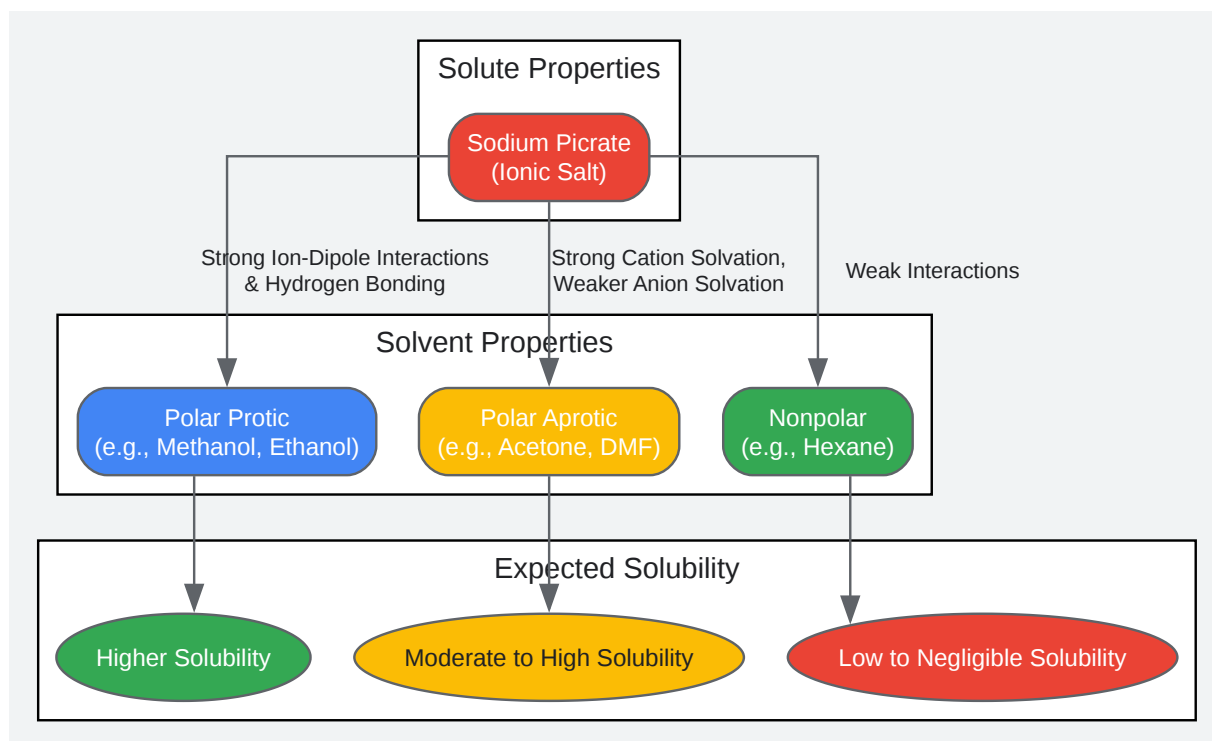 Solute Properties
Sodium Picrate
(Ionic Salt)
Strong Ion-Dipole Interactions
& Hydrogen Bonding
Strong Cation Solvation,
Weaker Anion Solvation
Weak Interactions
Solvent Properties
Polar Protic
(e.g., Methanol, Ethanol)
Polar Aprotic
(e.g., Acetone, DMF)
Nonpolar
(e.g., Hexane)
Expected Solubility
Higher Solubility
Moderate to High Solubility
Low to Negligible Solubility